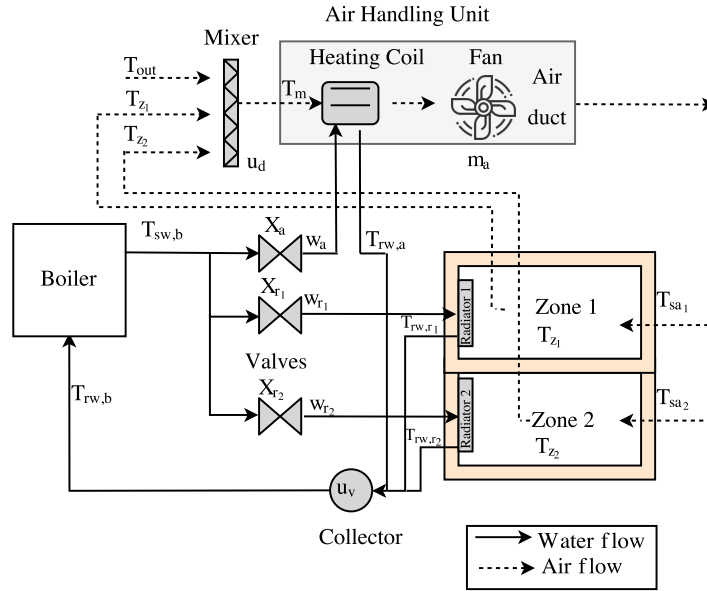 Air Handling Unit
Mixer
Heating Coil
Fan
Air
duct
T_out
T_z1
T_z2
T_m
u_d
m_a
Boiler
T_sw,b
X_a
w_a
T_rw,a
X_r1
w_r1
Valves
X_r2
w_r2
T_rw,r1
Radiator 1
Zone 1
T_z1
T_sa1
T_rw,r2
Radiator 2
Zone 2
T_z2
T_sa2
T_rw,b
u_v
Collector
Water flow
Air flow